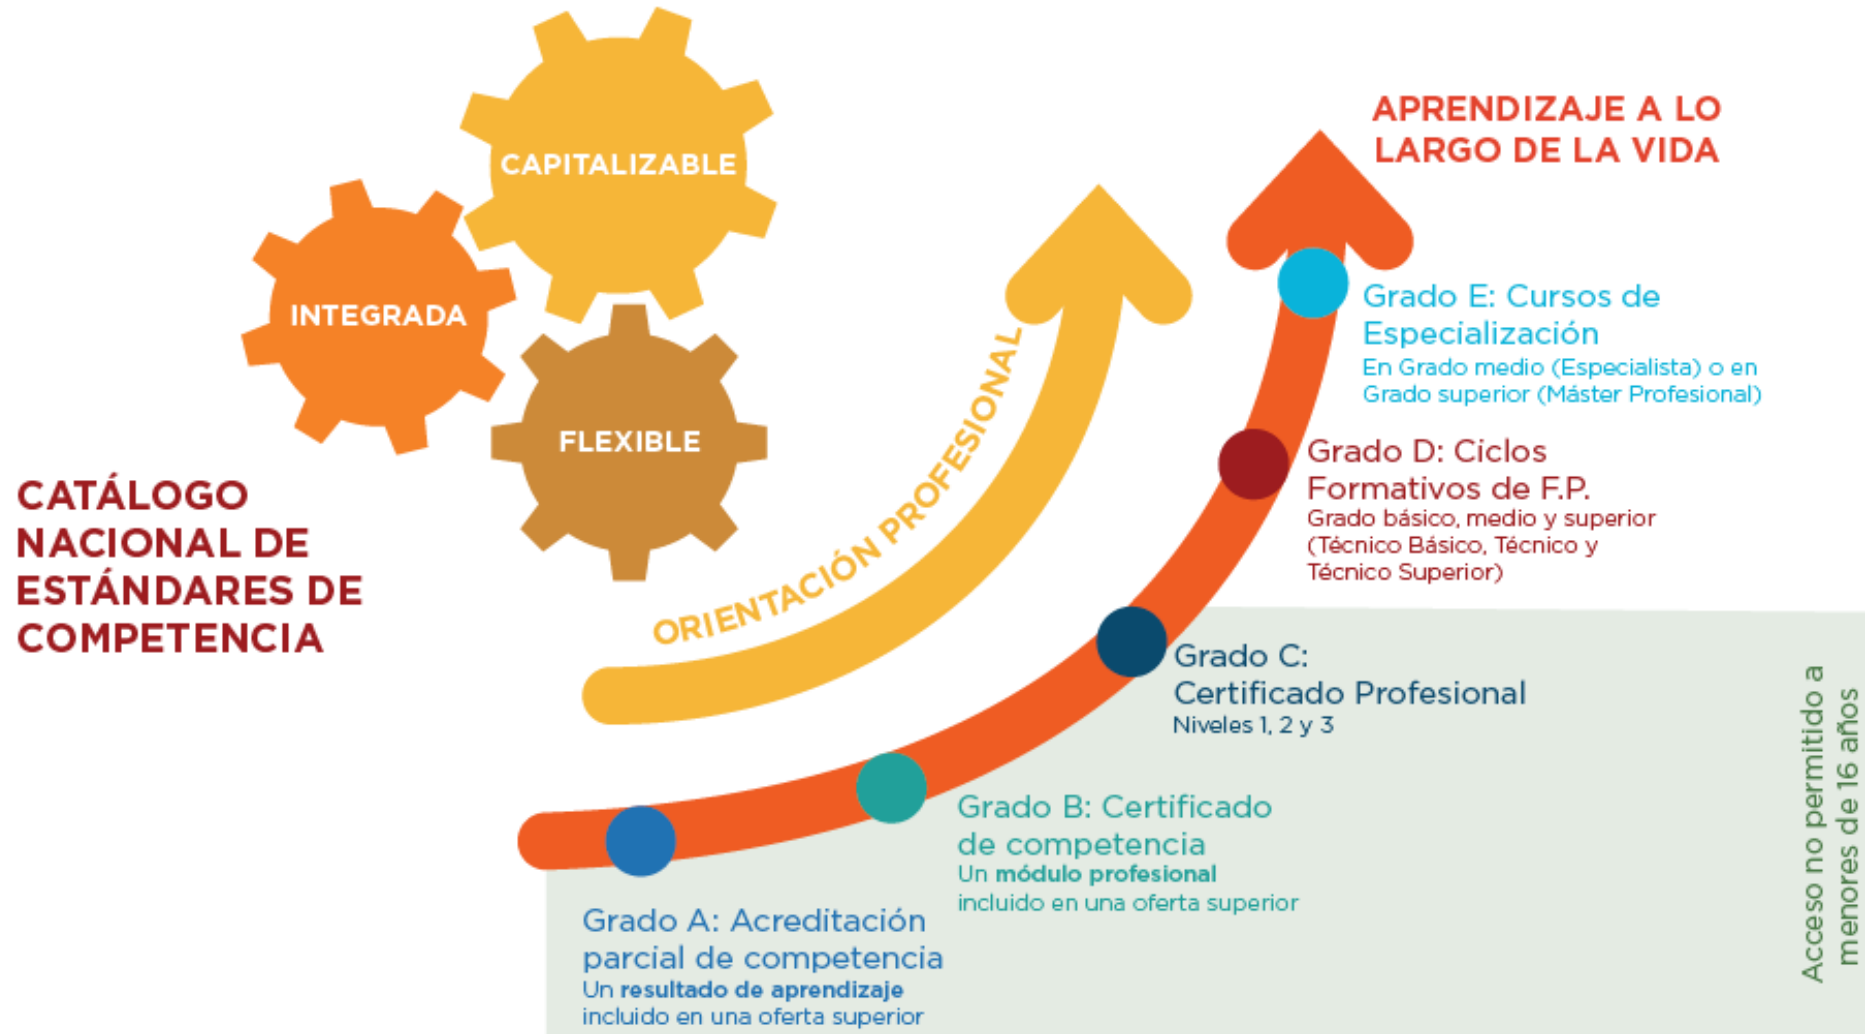 CAPITALIZABLE
INTEGRADA
FLEXIBLE
CATÁLOGO
NACIONAL DE
ESTÁNDARES DE
COMPETENCIA
ORIENTACIÓN PROFESIONAL
APRENDIZAJE A LO
LARGO DE LA VIDA
Grado E: Cursos de
Especialización
En Grado medio (Especialista) o en
Grado superior (Máster Profesional)
Grado D: Ciclos
Formativos de F.P.
Grado básico, medio y superior
(Técnico Básico, Técnico y
Técnico Superior)
Grado C:
Certificado Profesional
Niveles 1, 2 y 3
Grado B: Certificado
de competencia
Un módulo profesional
incluido en una oferta superior
Grado A: Acreditación
parcial de competencia
Un resultado de aprendizaje
incluido en una oferta superior
Acceso no permitido a
menores de 16 años